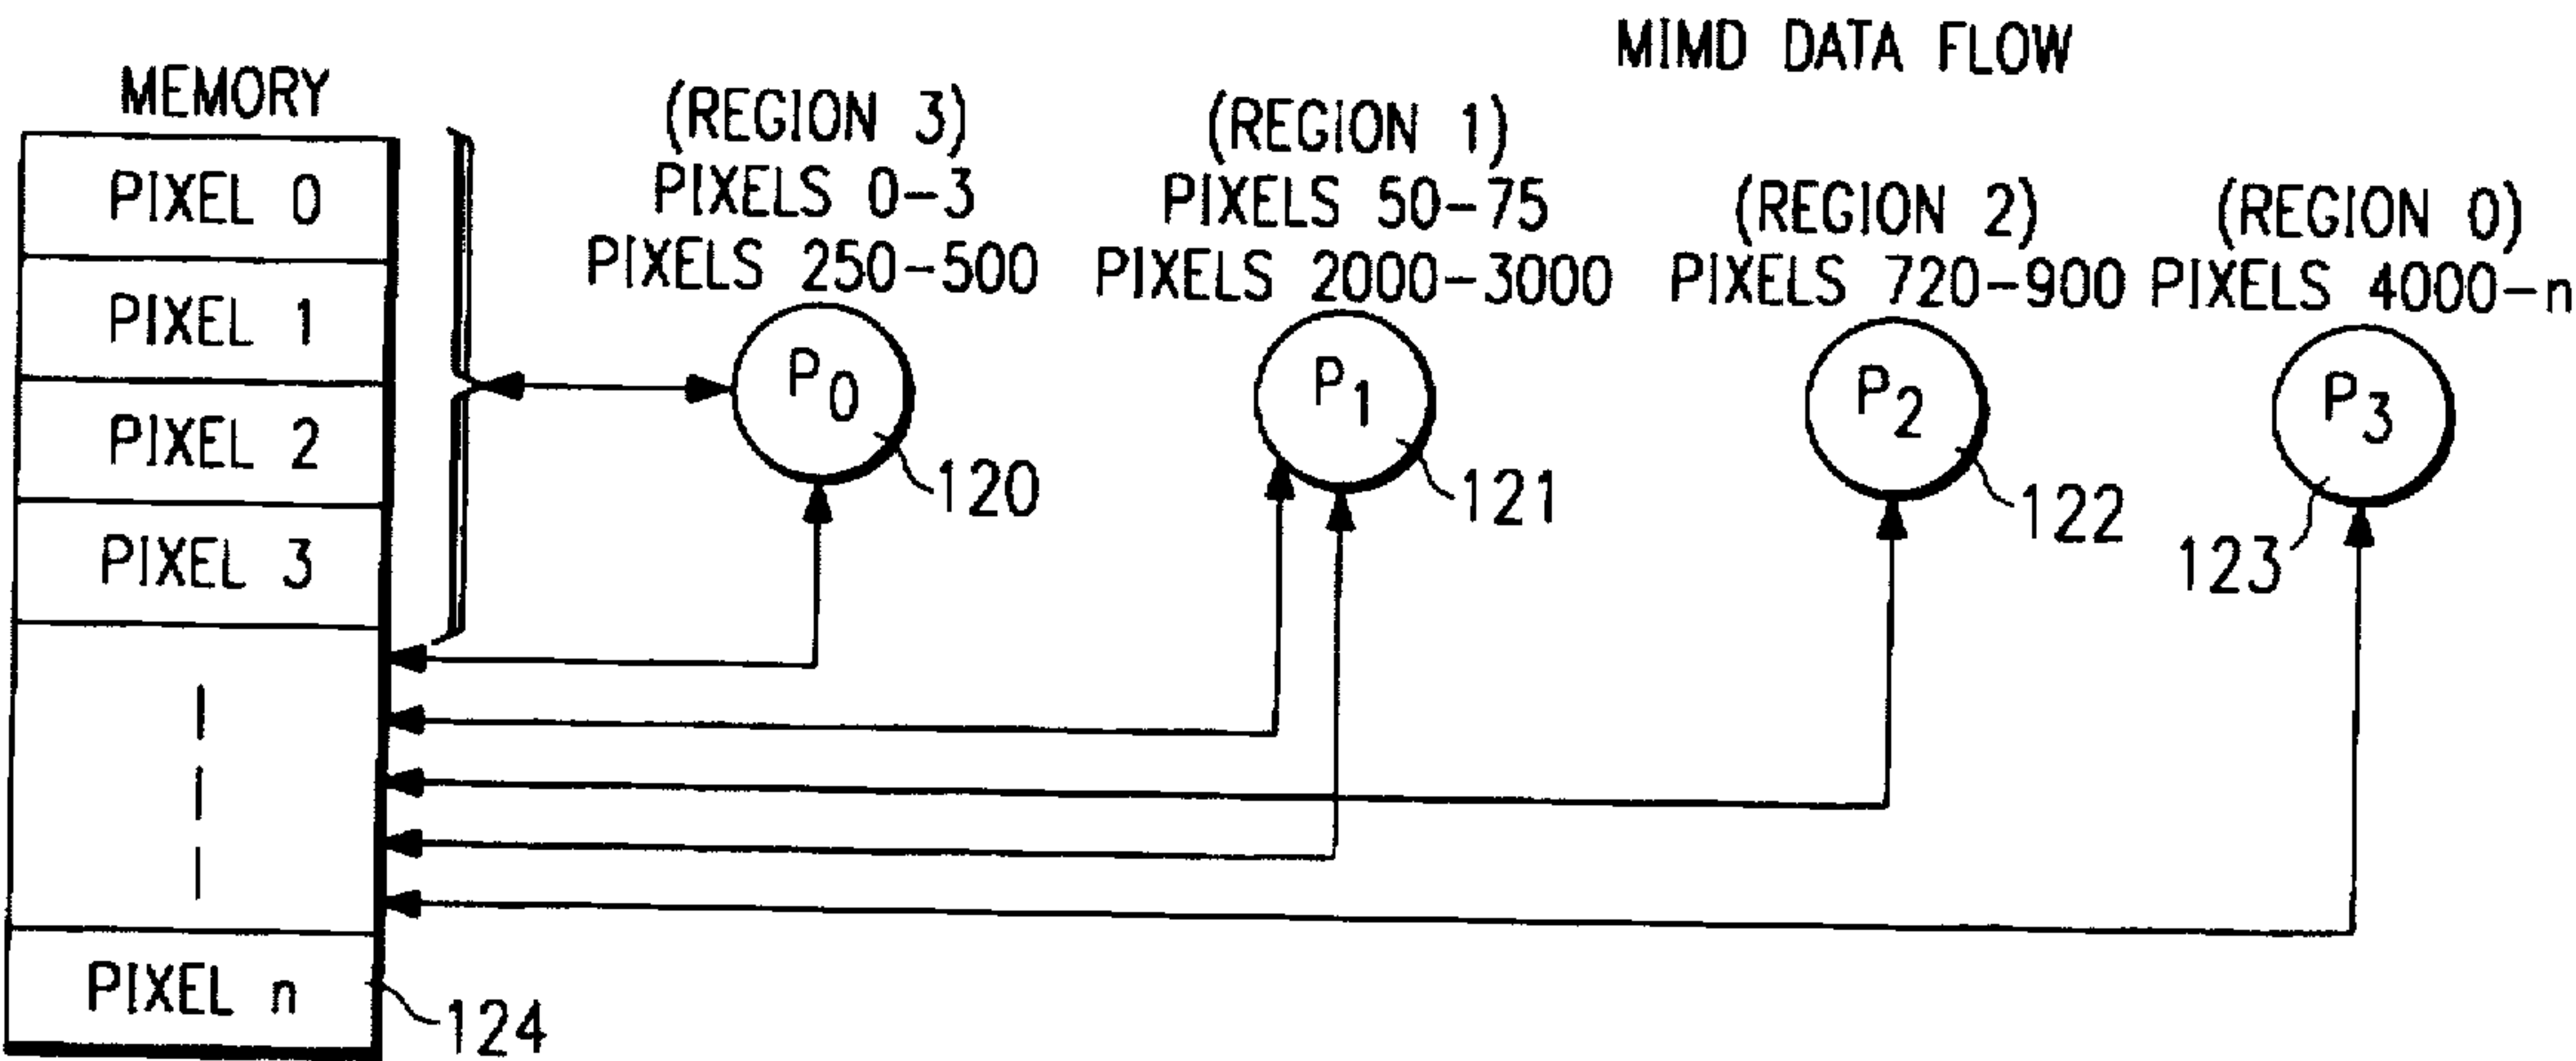 MIMD DATA FLOW
MEMORY
PIXEL 0
PIXEL 1
PIXEL 2
PIXEL 3
PIXEL n
124
(REGION 3)
PIXELS 0-3
PIXELS 250-500
P0
120
(REGION 1)
PIXELS 50-75
PIXELS 2000-3000
P1
121
(REGION 2)
PIXELS 720-900
P2
122
(REGION 0)
PIXELS 4000-n
P3
123